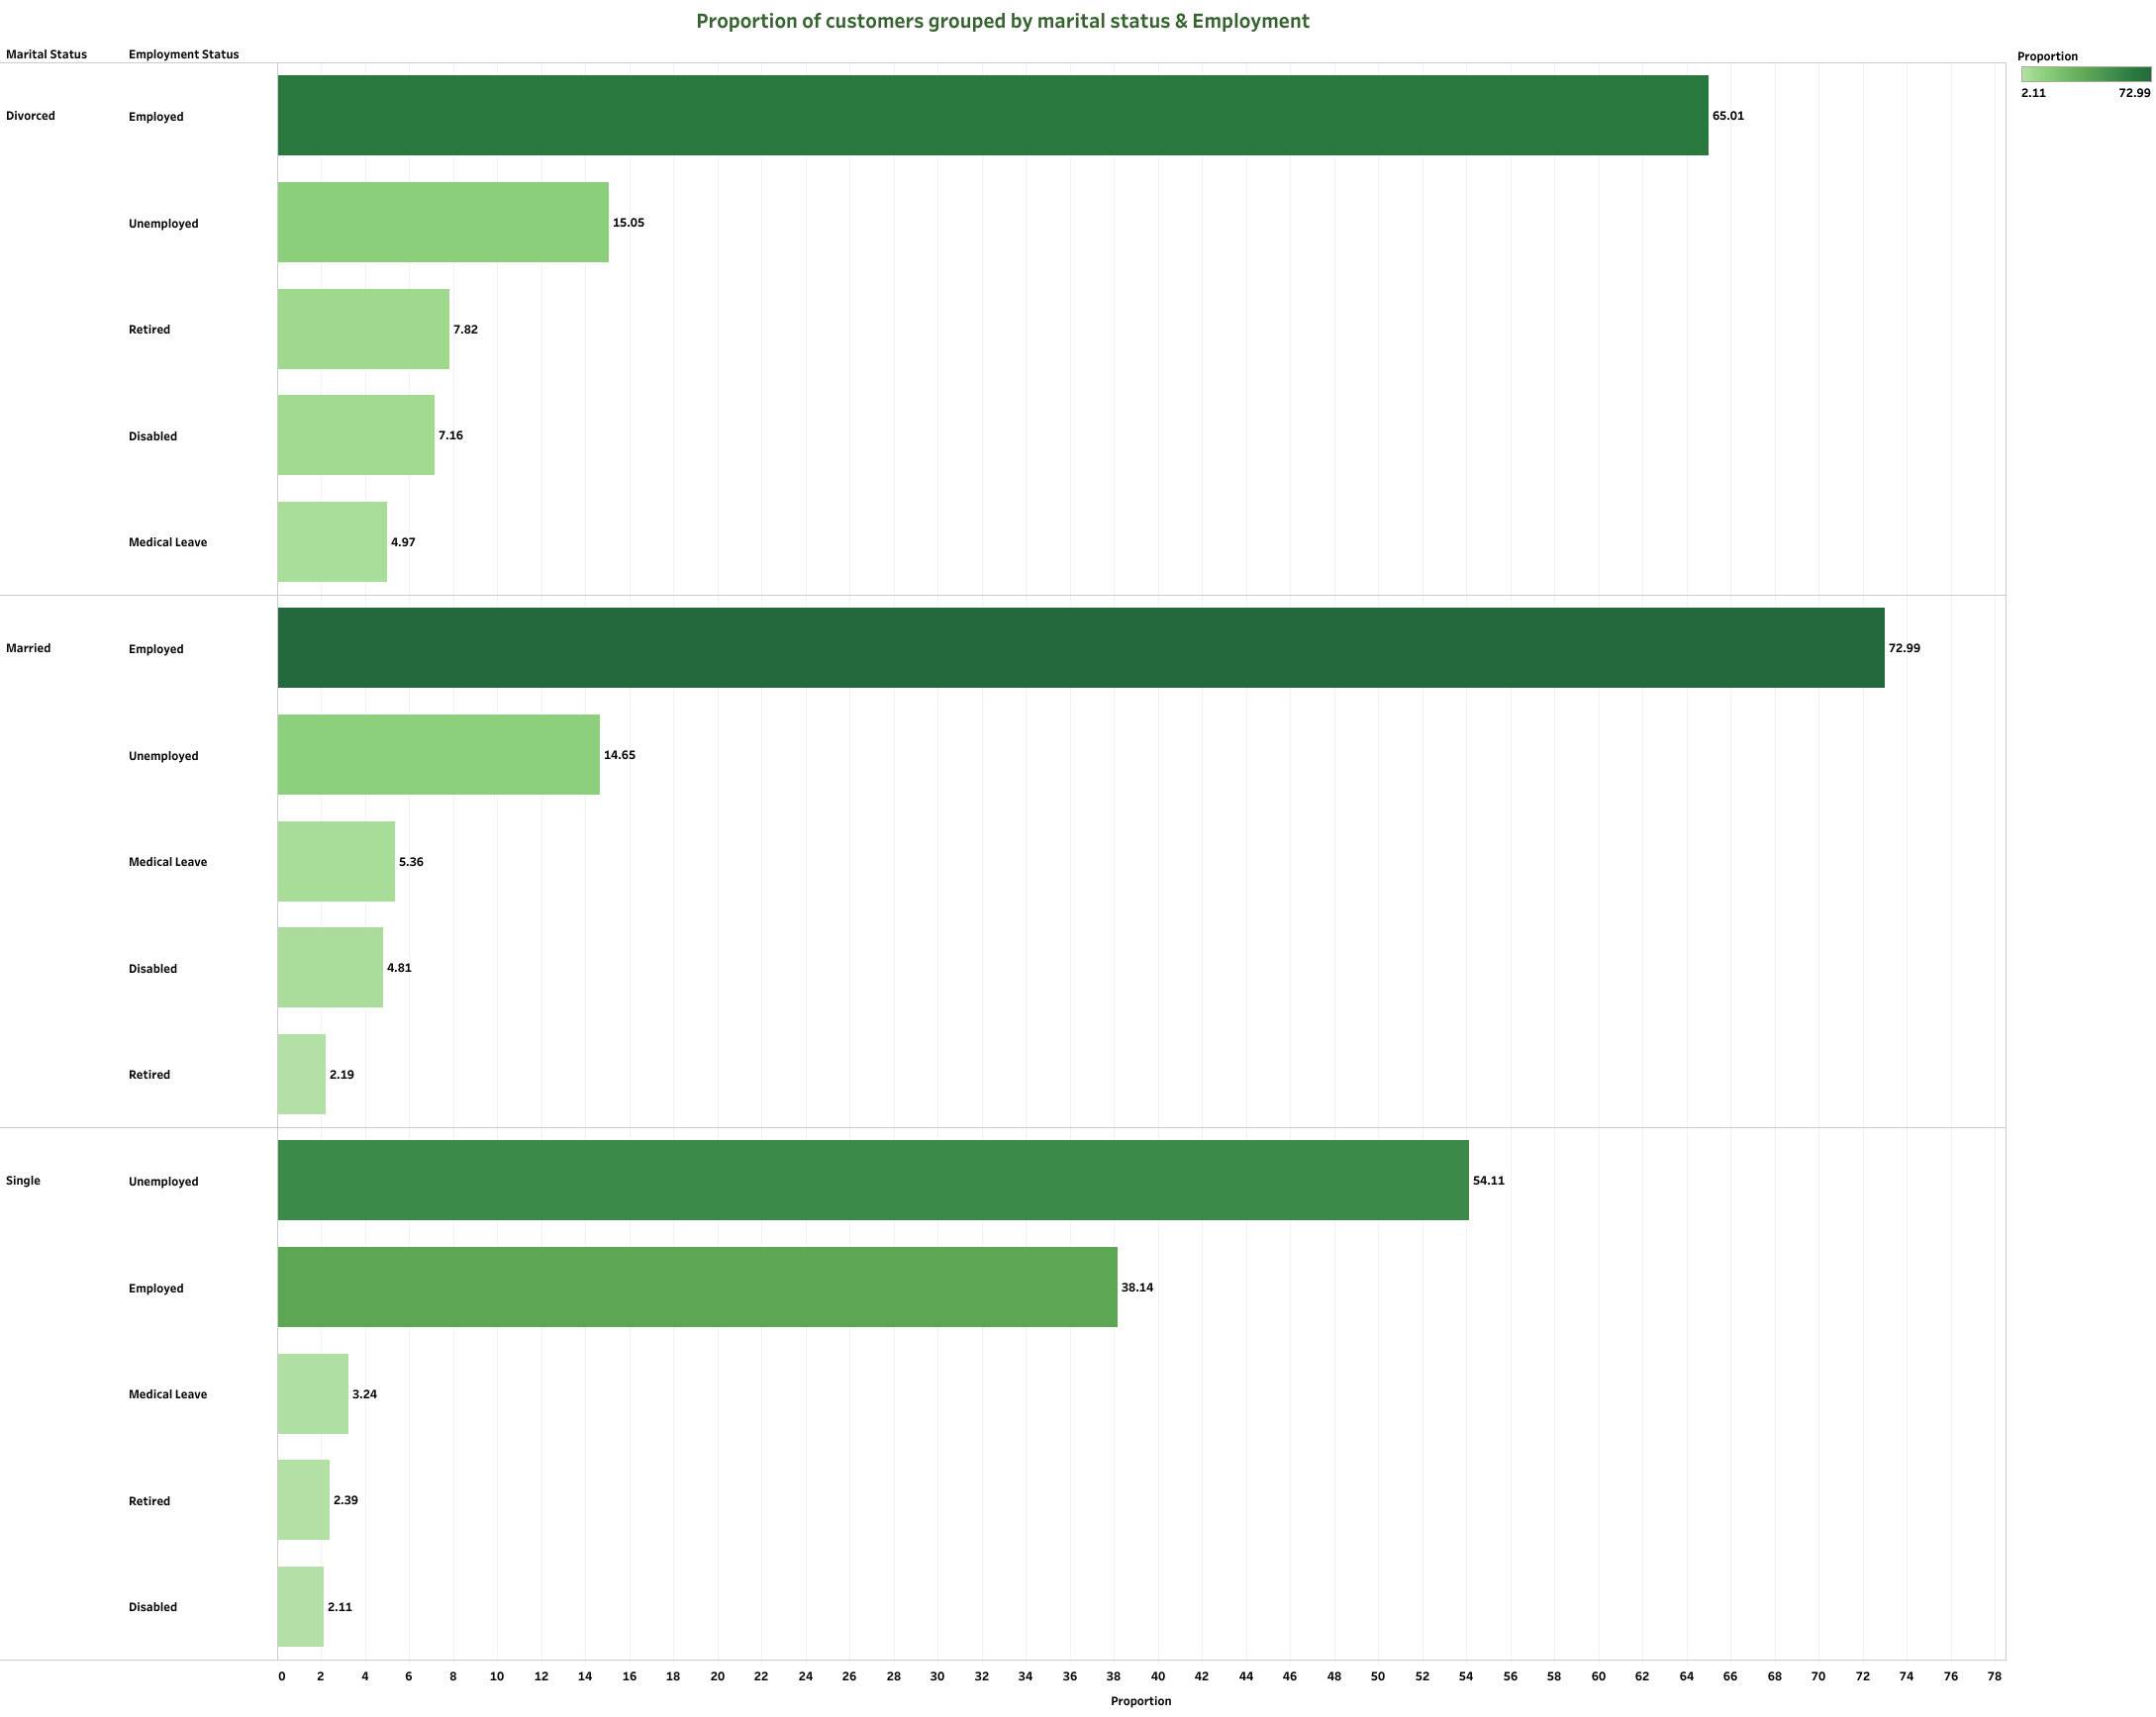 Proportion of customers grouped by marital status & Employment
Marital Status Employment Status
Proportion
2.11 72.99
Divorced Employed 65.01
Unemployed 15.05
Retired 7.82
Disabled 7.16
Medical Leave 4.97
Married Employed 72.99
Unemployed 14.65
Medical Leave 5.36
Disabled 4.81
Retired 2.19
Single Unemployed 54.11
Employed 38.14
Medical Leave 3.24
Retired 2.39
Disabled 2.11
0 2 4 6 8 10 12 14 16 18 20 22 24 26 28 30 32 34 36 38 40 42 44 46 48 50 52 54 56 58 60 62 64 66 68 70 72 74 76 78
Proportion